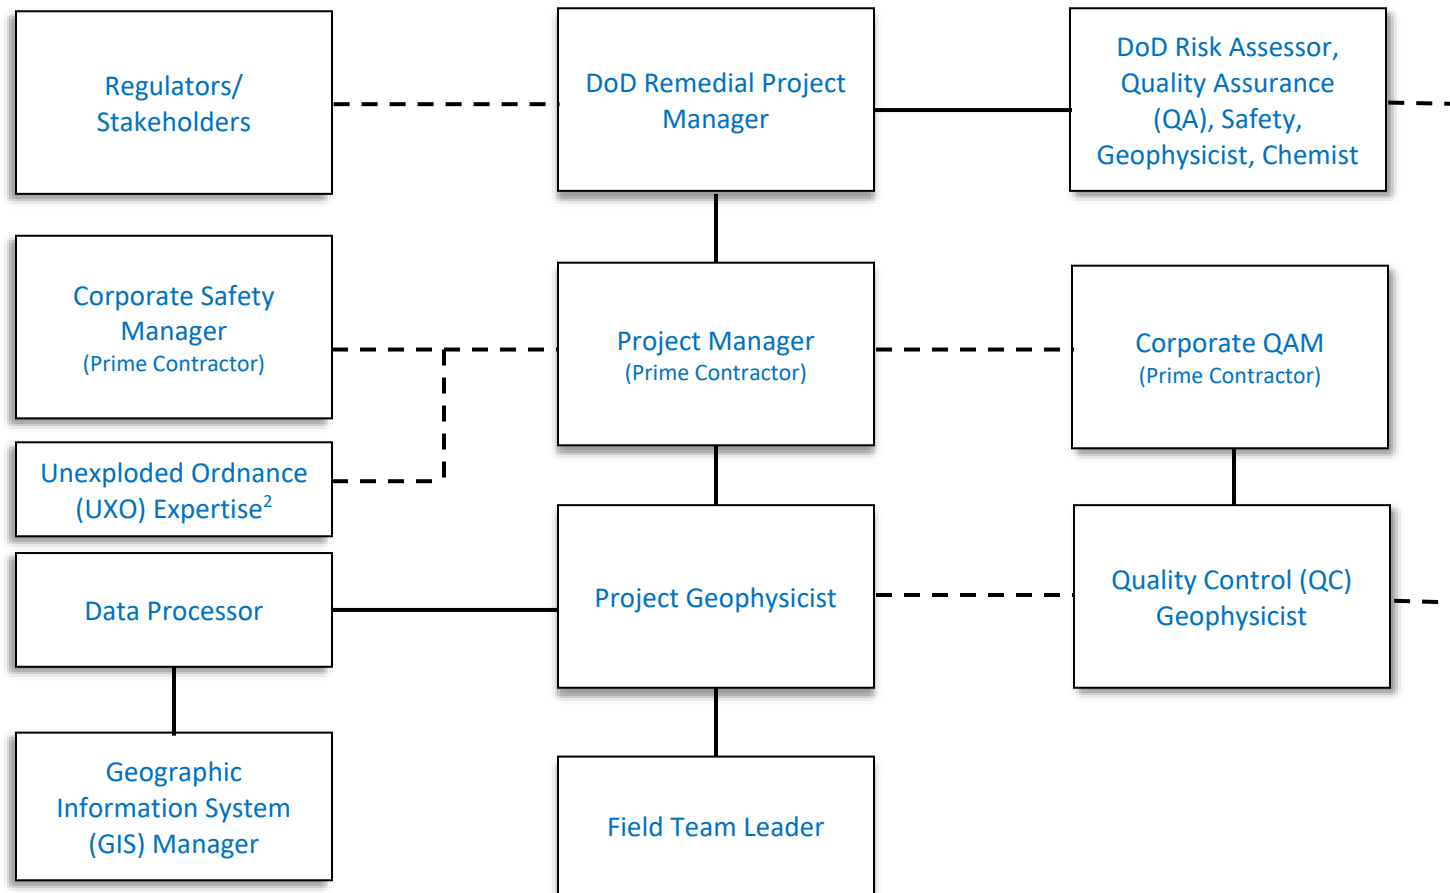 Regulators/
Stakeholders
DoD Remedial Project
Manager
DoD Risk Assessor,
Quality Assurance
(QA), Safety,
Geophysicist, Chemist
Corporate Safety
Manager
(Prime Contractor)
Project Manager
(Prime Contractor)
Corporate QAM
(Prime Contractor)
Unexploded Ordnance
(UXO) Expertise²
Data Processor
Project Geophysicist
Quality Control (QC)
Geophysicist
Geographic
Information System
(GIS) Manager
Field Team Leader